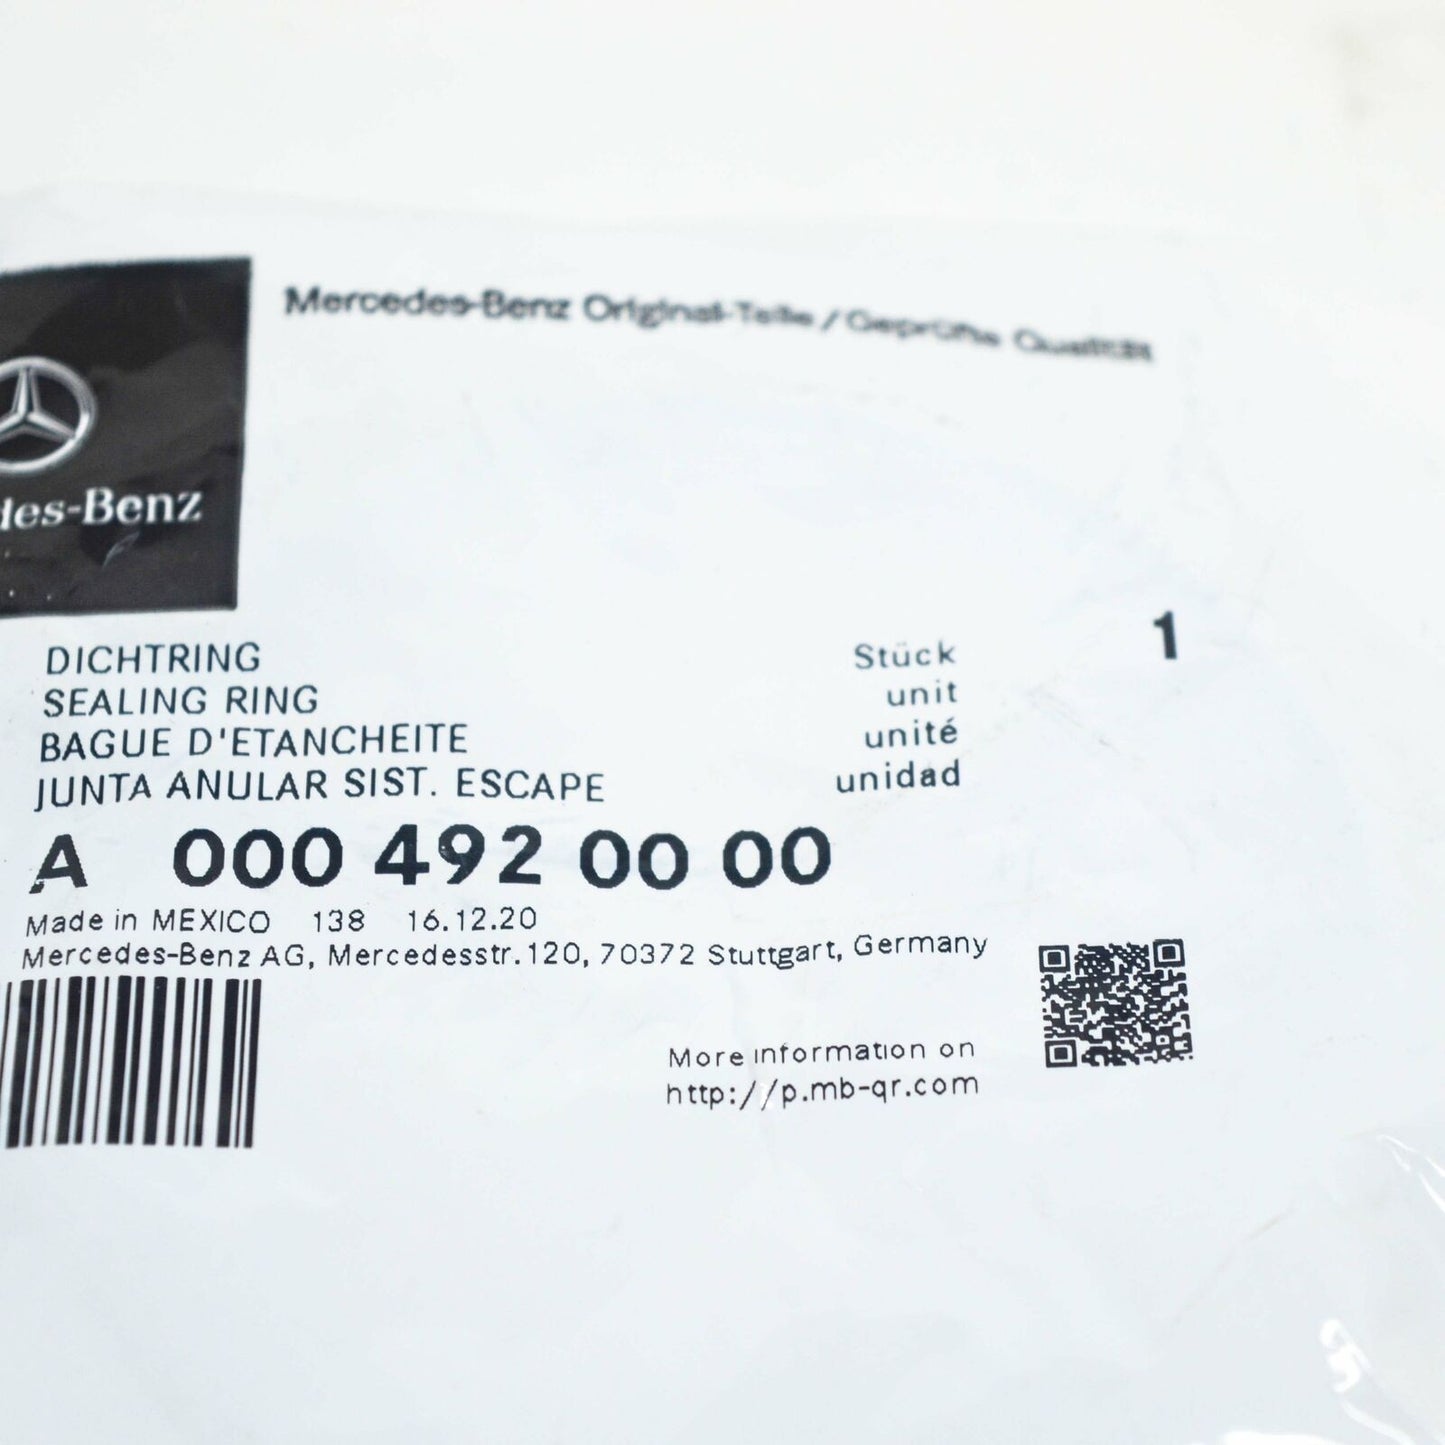 Mercedes-Benz Original-Teile / Geprüfte Qualität
des-Benz
DICHTRING
SEALING RING
BAGUE D'ETANCHEITE
JUNTA ANULAR SIST. ESCAPE
Stück 1
unit
unité
unidad
A 000 492 00 00
Made in MEXICO 138 16.12.20
Mercedes-Benz AG, Mercedesstr.120, 70372 Stuttgart, Germany
More information on
http://p.mb-qr.com